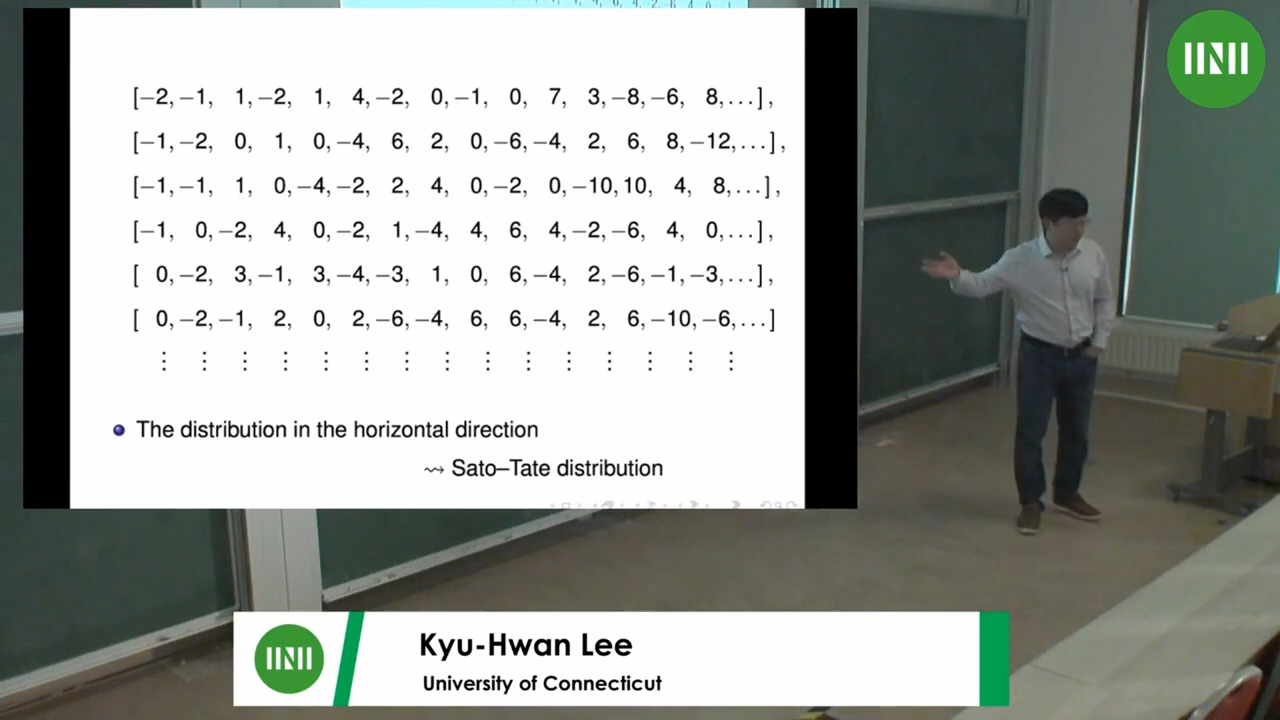 [−2, −1, 1, −2, 1, 4, −2, 0, −1, 0, 7, 3, −8, −6, 8, . . .] ,
[−1, −2, 0, 1, 0, −4, 6, 2, 0, −6, −4, 2, 6, 8, −12, . . .] ,
[−1, −1, 1, 0, −4, −2, 2, 4, 0, −2, 0, −10, 10, 4, 8, . . .] ,
[−1, 0, −2, 4, 0, −2, 1, −4, 4, 6, 4, −2, −6, 4, 0, . . .] ,
[ 0, −2, 3, −1, 3, −4, −3, 1, 0, 6, −4, 2, −6, −1, −3, . . .] ,
[ 0, −2, −1, 2, 0, 2, −6, −4, 6, 6, −4, 2, 6, −10, −6, . . .]
⋮ ⋮ ⋮ ⋮ ⋮ ⋮ ⋮ ⋮ ⋮ ⋮ ⋮ ⋮ ⋮ ⋮ ⋮
The distribution in the horizontal direction
⇝ Sato–Tate distribution
Kyu-Hwan Lee
University of Connecticut